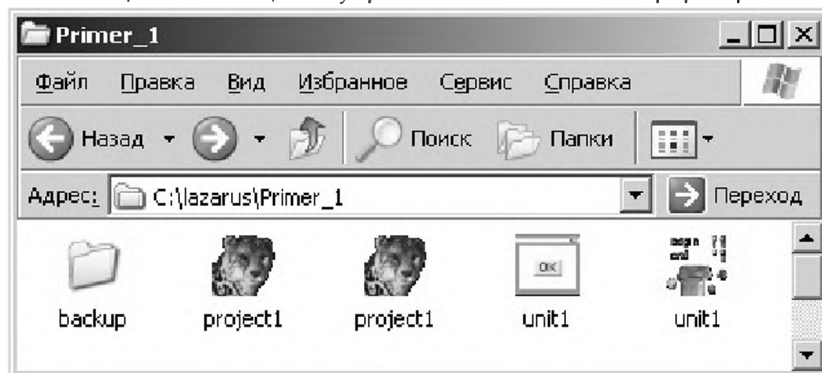 Primer_1
Файл Правка Вид Избранное Сервис Справка
Назад Поиск Папки
Адрес: C:\lazarus\Primer_1 Переход
OK
backup project1 project1 unit1 unit1